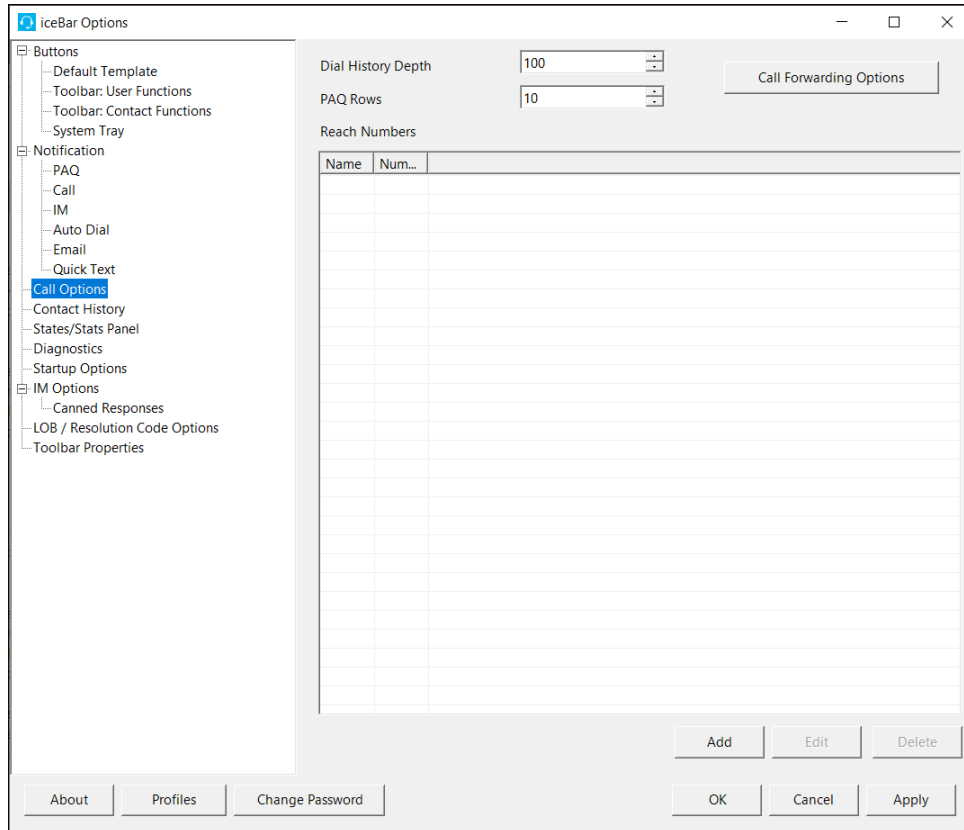 iceBar Options
Buttons
Default Template
Toolbar: User Functions
Toolbar: Contact Functions
System Tray
Notification
PAQ
Call
IM
Auto Dial
Email
Quick Text
Call Options
Contact History
States/Stats Panel
Diagnostics
Startup Options
IM Options
Canned Responses
LOB / Resolution Code Options
Toolbar Properties
Dial History Depth 100
Call Forwarding Options
PAQ Rows 10
Reach Numbers
Name Num...
Add Edit Delete
About Profiles Change Password OK Cancel Apply